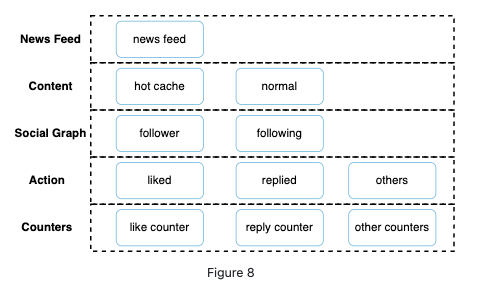 News Feed news feed
Content hot cache normal
Social Graph follower following
Action liked replied others
Counters like counter reply counter other counters
Figure 8